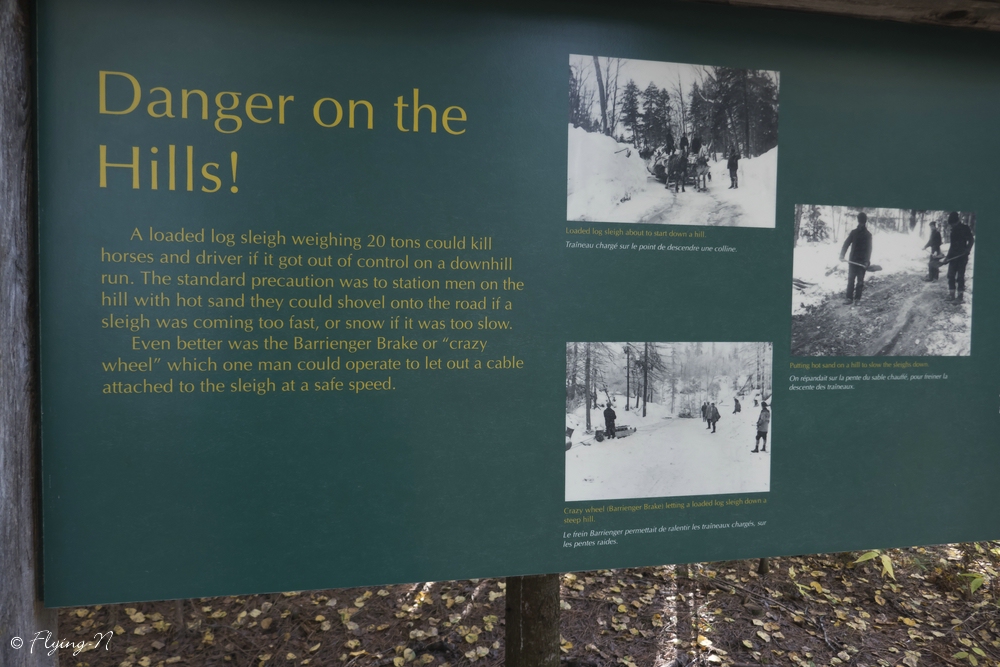 Danger on the
Hills!
A loaded log sleigh weighing 20 tons could kill
horses and driver if it got out of control on a downhill
run. The standard precaution was to station men on the
hill with hot sand they could shovel onto the road if a
sleigh was coming too fast, or snow if it was too slow.
Even better was the Barrienger Brake or “crazy
wheel” which one man could operate to let out a cable
attached to the sleigh at a safe speed.
Loaded log sleigh about to start down a hill.
Traîneau chargé sur le point de descendre une colline.
Putting hot sand on a hill to slow the sleighs down.
On répandait sur la pente du sable chauffé, pour freiner la
descente des traîneaux.
Crazy wheel (Barrienger Brake) letting a loaded log sleigh down a
steep hill.
Le frein Barrienger permettait de ralentir les traîneaux chargés, sur
les pentes raides.
© Flying-N